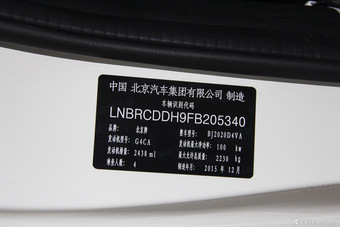 中国 北京汽车集团有限公司 制造
车辆识别代码
LNBRCDDH9FB205340
品牌: 北京牌 整车型号: BJ2020D4VA
发动机型号: G4CA 发动机最大净功率: 100 kw
发动机排量: 2438 ml 最大允许总质量: 2230 kg
乘坐人数: 4 制造年月: 2015 年 12月